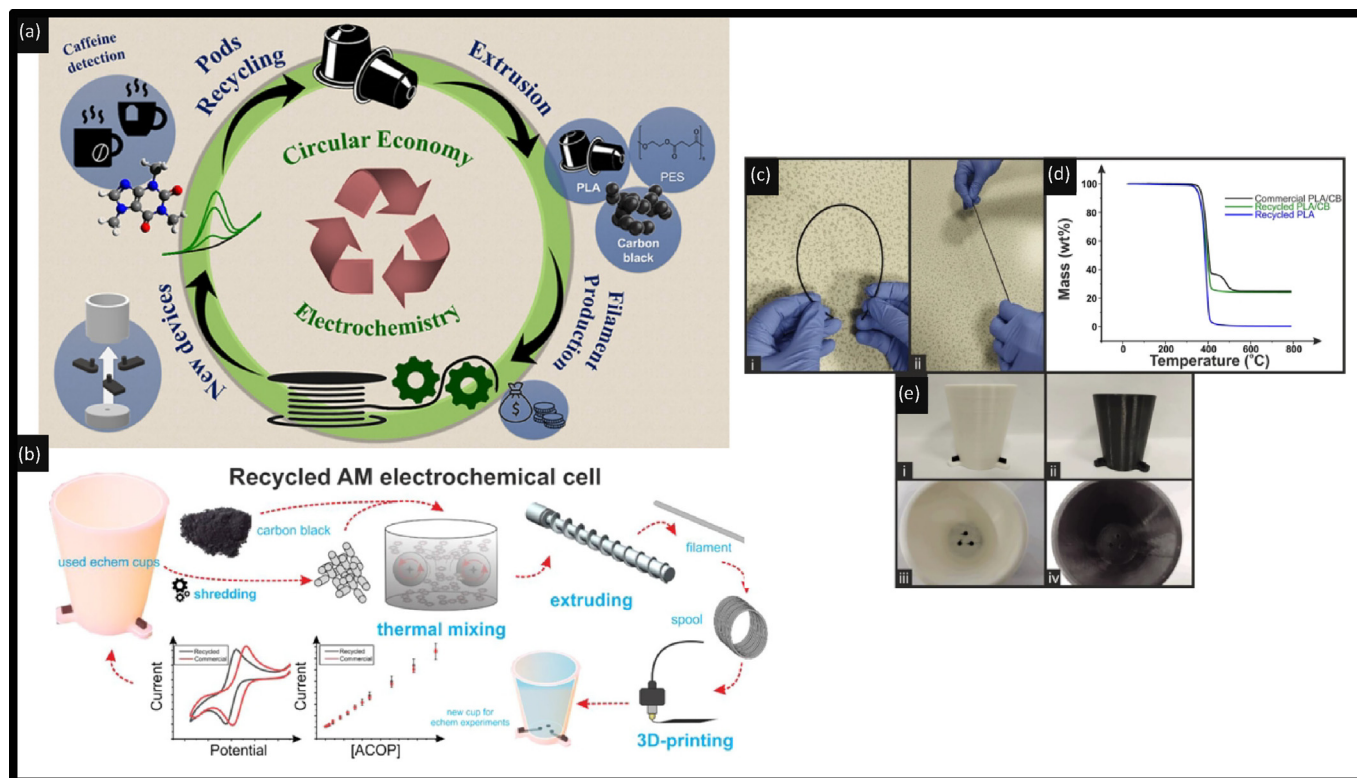 (a)
Caffeine
detection
Pods
Recycling
Extrusion
Circular Economy
Electrochemistry
PLA
PES
O
O
O
O
n
Carbon
black
Filament
Production
$
New devices
(b)
Recycled AM electrochemical cell
used echem cups
carbon black
shredding
thermal mixing
extruding
filament
spool
3D-printing
new cup for
echem experiments
Recycled
Commercial
Current
Potential
Recycled
Commercial
Current
[ACOP]
(c)
i
ii
(d)
Commercial PLA/CB
Recycled PLA/CB
Recycled PLA
Mass (wt%)
100
80
60
40
20
0
0
200
400
600
800
Temperature (°C)
(e)
i
ii
iii
iv